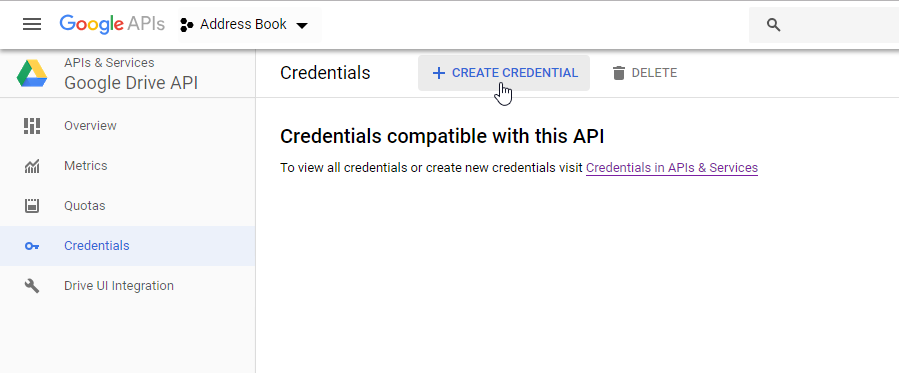 Google APIs Address Book
APIs & Services
Google Drive API
Credentials CREATE CREDENTIAL DELETE
Overview
Metrics
Quotas
Credentials
Drive UI Integration
Credentials compatible with this API
To view all credentials or create new credentials visit Credentials in APIs & Services